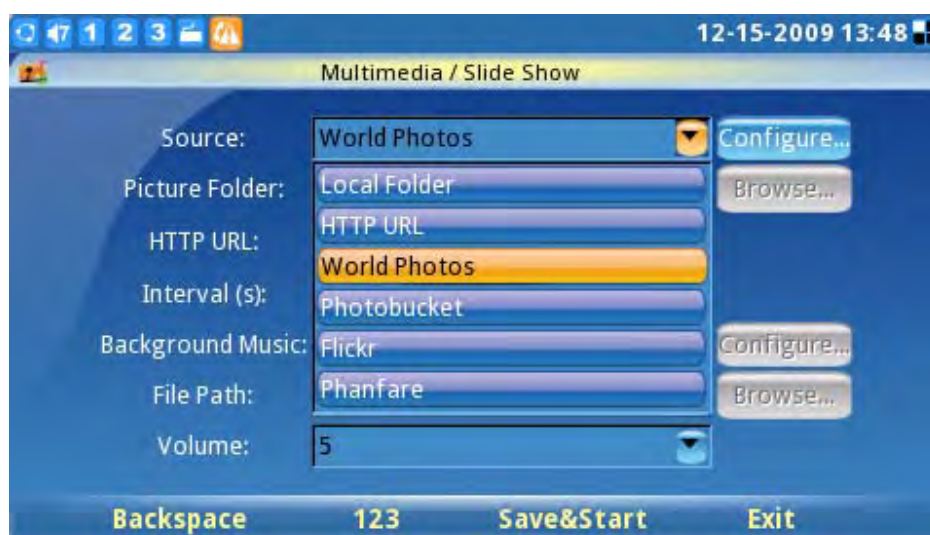 47 1 2 3 12-15-2009 13:48
Multimedia / Slide Show
Source: World Photos Configure...
Picture Folder: Local Folder Browse...
HTTP URL: HTTP URL
World Photos
Interval (s): Photobucket
Background Music: Flickr Configure...
File Path: Phanfare Browse...
Volume: 5
Backspace 123 Save&Start Exit